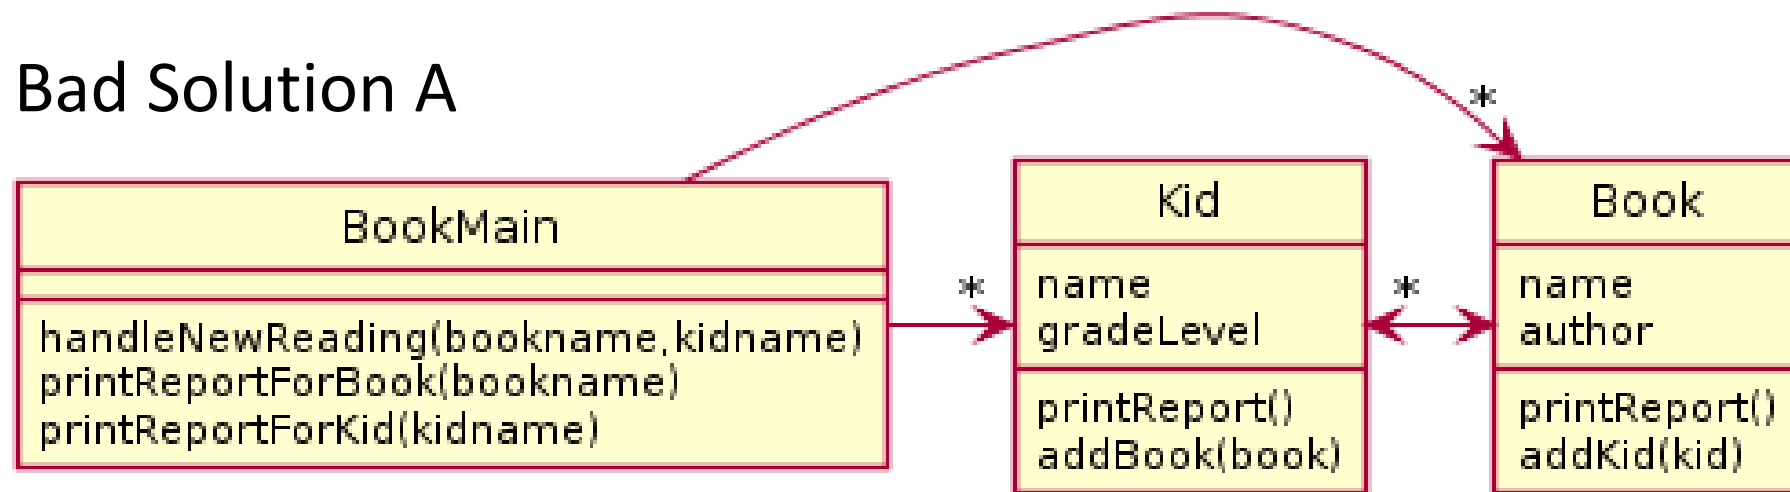 Bad Solution A
*
BookMain
handleNewReading(bookname,kidname)
printReportForBook(bookname)
printReportForKid(kidname)
*
Kid
name
gradeLevel
printReport()
addBook(book)
*
Book
name
author
printReport()
addKid(kid)